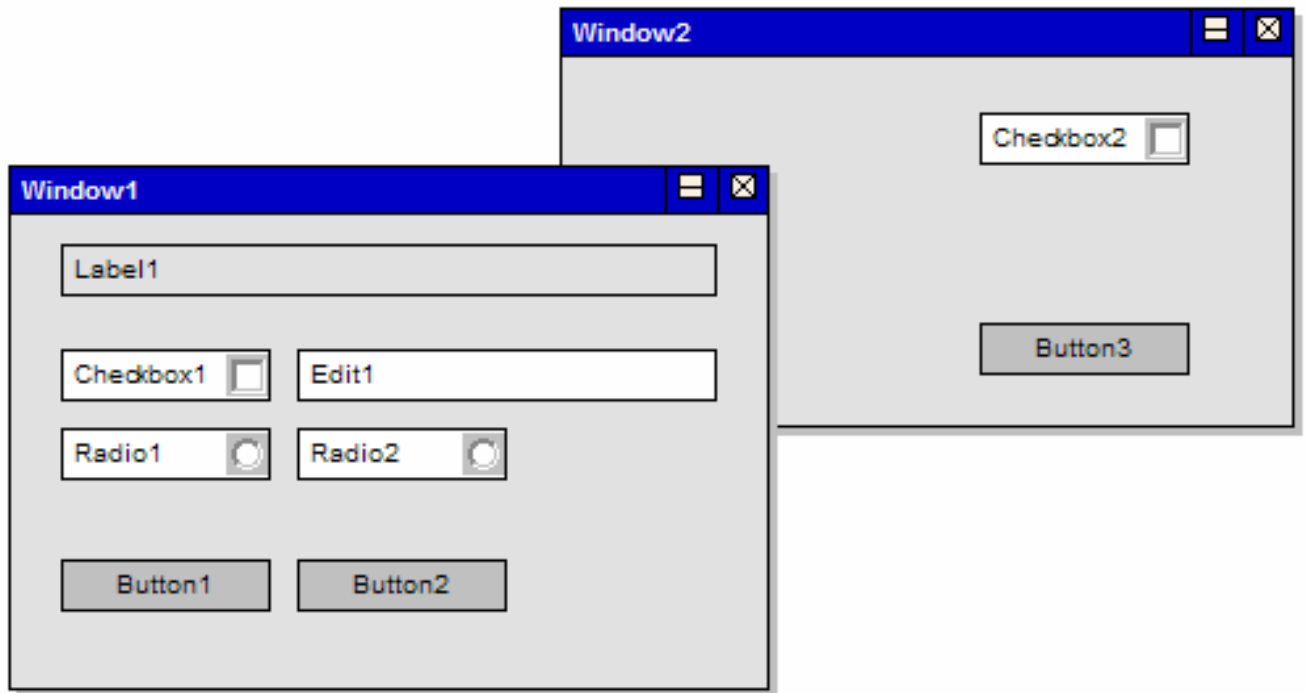 Window2
Checkbox2
Button3
Window1
Label1
Checkbox1
Edit1
Radio1
Radio2
Button1
Button2